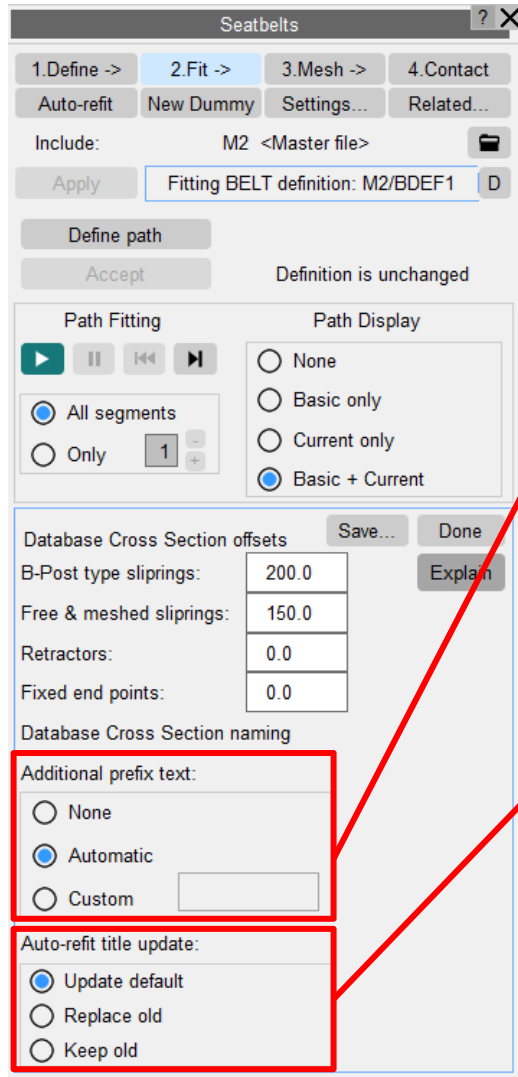 Seatbelts ? X
1.Define -> 2.Fit -> 3.Mesh -> 4.Contact
Auto-refit New Dummy Settings... Related...
Include: M2 <Master file>
Apply Fitting BELT definition: M2/BDEF1 D
Define path
Accept Definition is unchanged
Path Fitting Path Display
None
Basic only
All segments
Current only
Only 1 - +
Basic + Current
Database Cross Section offsets Save... Done
B-Post type sliprings: 200.0 Explain
Free & meshed sliprings: 150.0
Retractors: 0.0
Fixed end points: 0.0
Database Cross Section naming
Additional prefix text:
None
Automatic
Custom
Auto-refit title update:
Update default
Replace old
Keep old